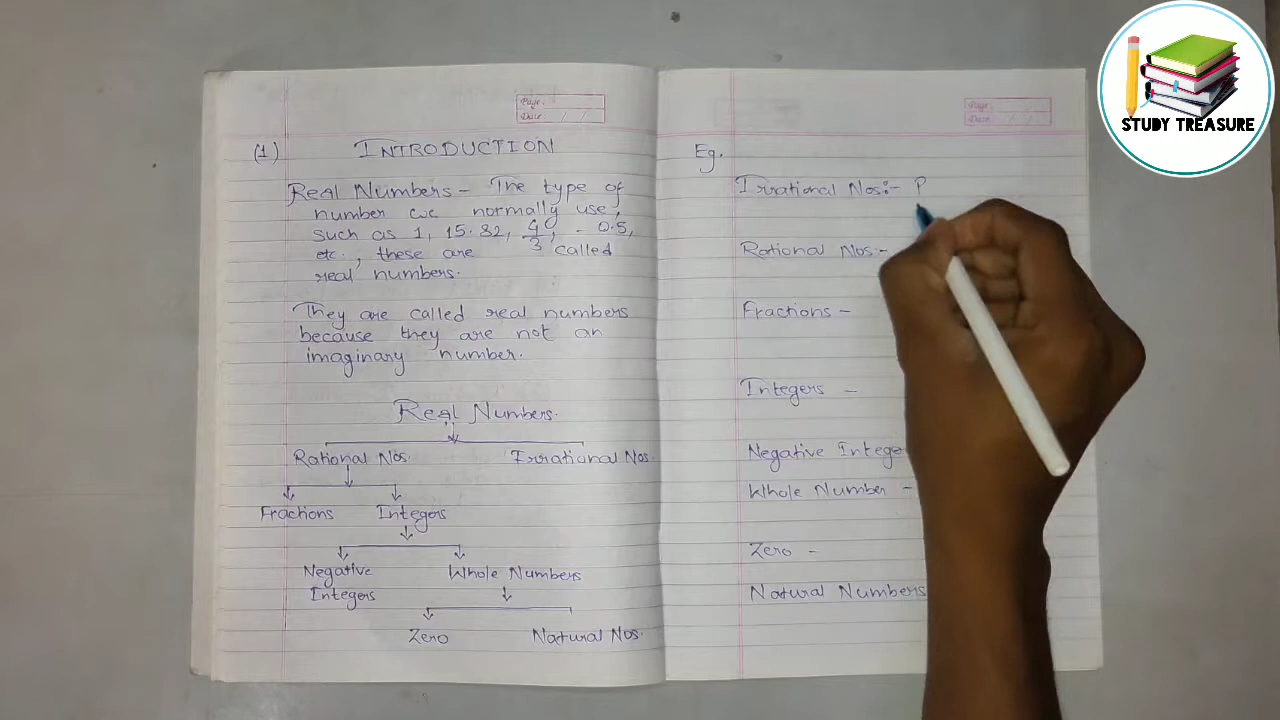 Page.
Date / /
(1) INTRODUCTION
Real Numbers - The type of
number we normally use,
such as 1, 15.82, 4/3, - 0.5,
etc., these are called
real numbers.
They are called real numbers
because they are not an
imaginary number.
Real Numbers.
Rational Nos. Irrational Nos.
Fractions Integers
Negative Whole Numbers
Integers
Zero Natural Nos.
Page.
Date / /
Eg.
Irrational Nos:- P
Rational Nos:-
Fractions -
Integers -
Negative Intege
Whole Number -
Zero -
Natural Numbers
STUDY TREASURE